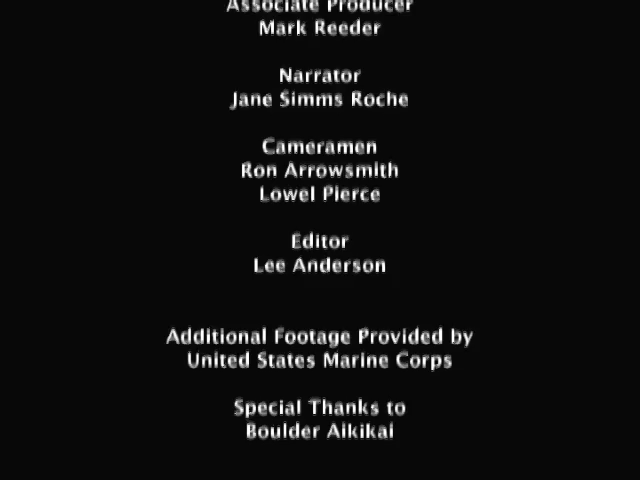 Associate Producer
Mark Reeder
Narrator
Jane Simms Roche
Cameramen
Ron Arrowsmith
Lowel Pierce
Editor
Lee Anderson
Additional Footage Provided by
United States Marine Corps
Special Thanks to
Boulder Aikikai